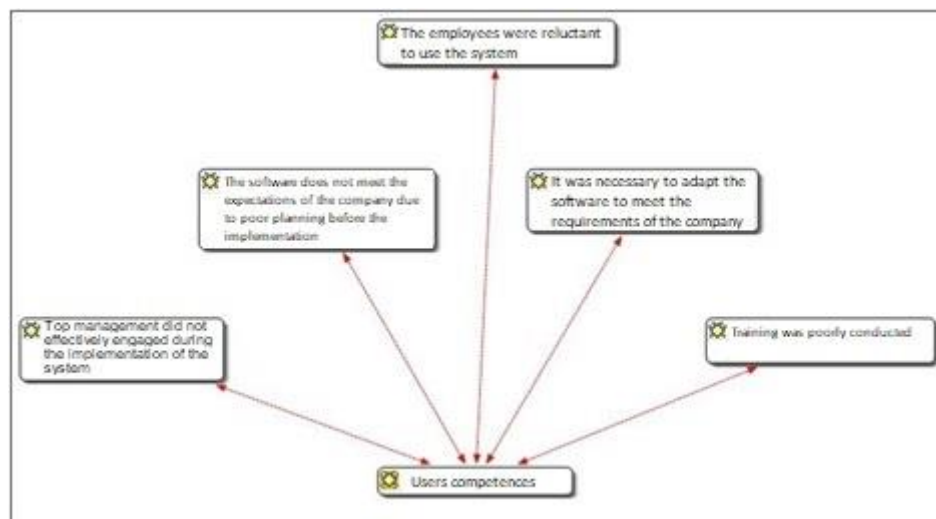 The employees were reluctant
to use the system
The software does not meet the
expectations of the company due
to poor planning before the
implementation
It was necessary to adapt the
software to meet the
requirements of the company
Top management did not
effectively engaged during
the implementation of the
system
Training was poorly conducted
Users competences